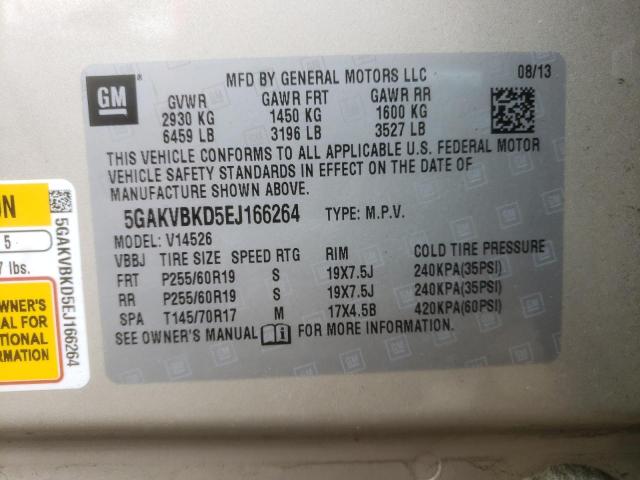 GM
MFD BY GENERAL MOTORS LLC 08/13
GVWR GAWR FRT GAWR RR
2930 KG 1450 KG 1600 KG
6459 LB 3196 LB 3527 LB
THIS VEHICLE CONFORMS TO ALL APPLICABLE U.S. FEDERAL MOTOR
VEHICLE SAFETY STANDARDS IN EFFECT ON THE DATE OF
MANUFACTURE SHOWN ABOVE.
5GAKVBKD5EJ166264 TYPE: M.P.V.
MODEL: V14526
VBBJ TIRE SIZE SPEED RTG RIM COLD TIRE PRESSURE
FRT P255/60R19 S 19X7.5J 240KPA(35PSI)
RR P255/60R19 S 19X7.5J 240KPA(35PSI)
SPA T145/70R17 M 17X4.5B 420KPA(60PSI)
SEE OWNER'S MANUAL FOR MORE INFORMATION.
ON
5
7 lbs.
OWNER'S
AL FOR
TIONAL
RMATION
5GAKVBKD5EJ166264